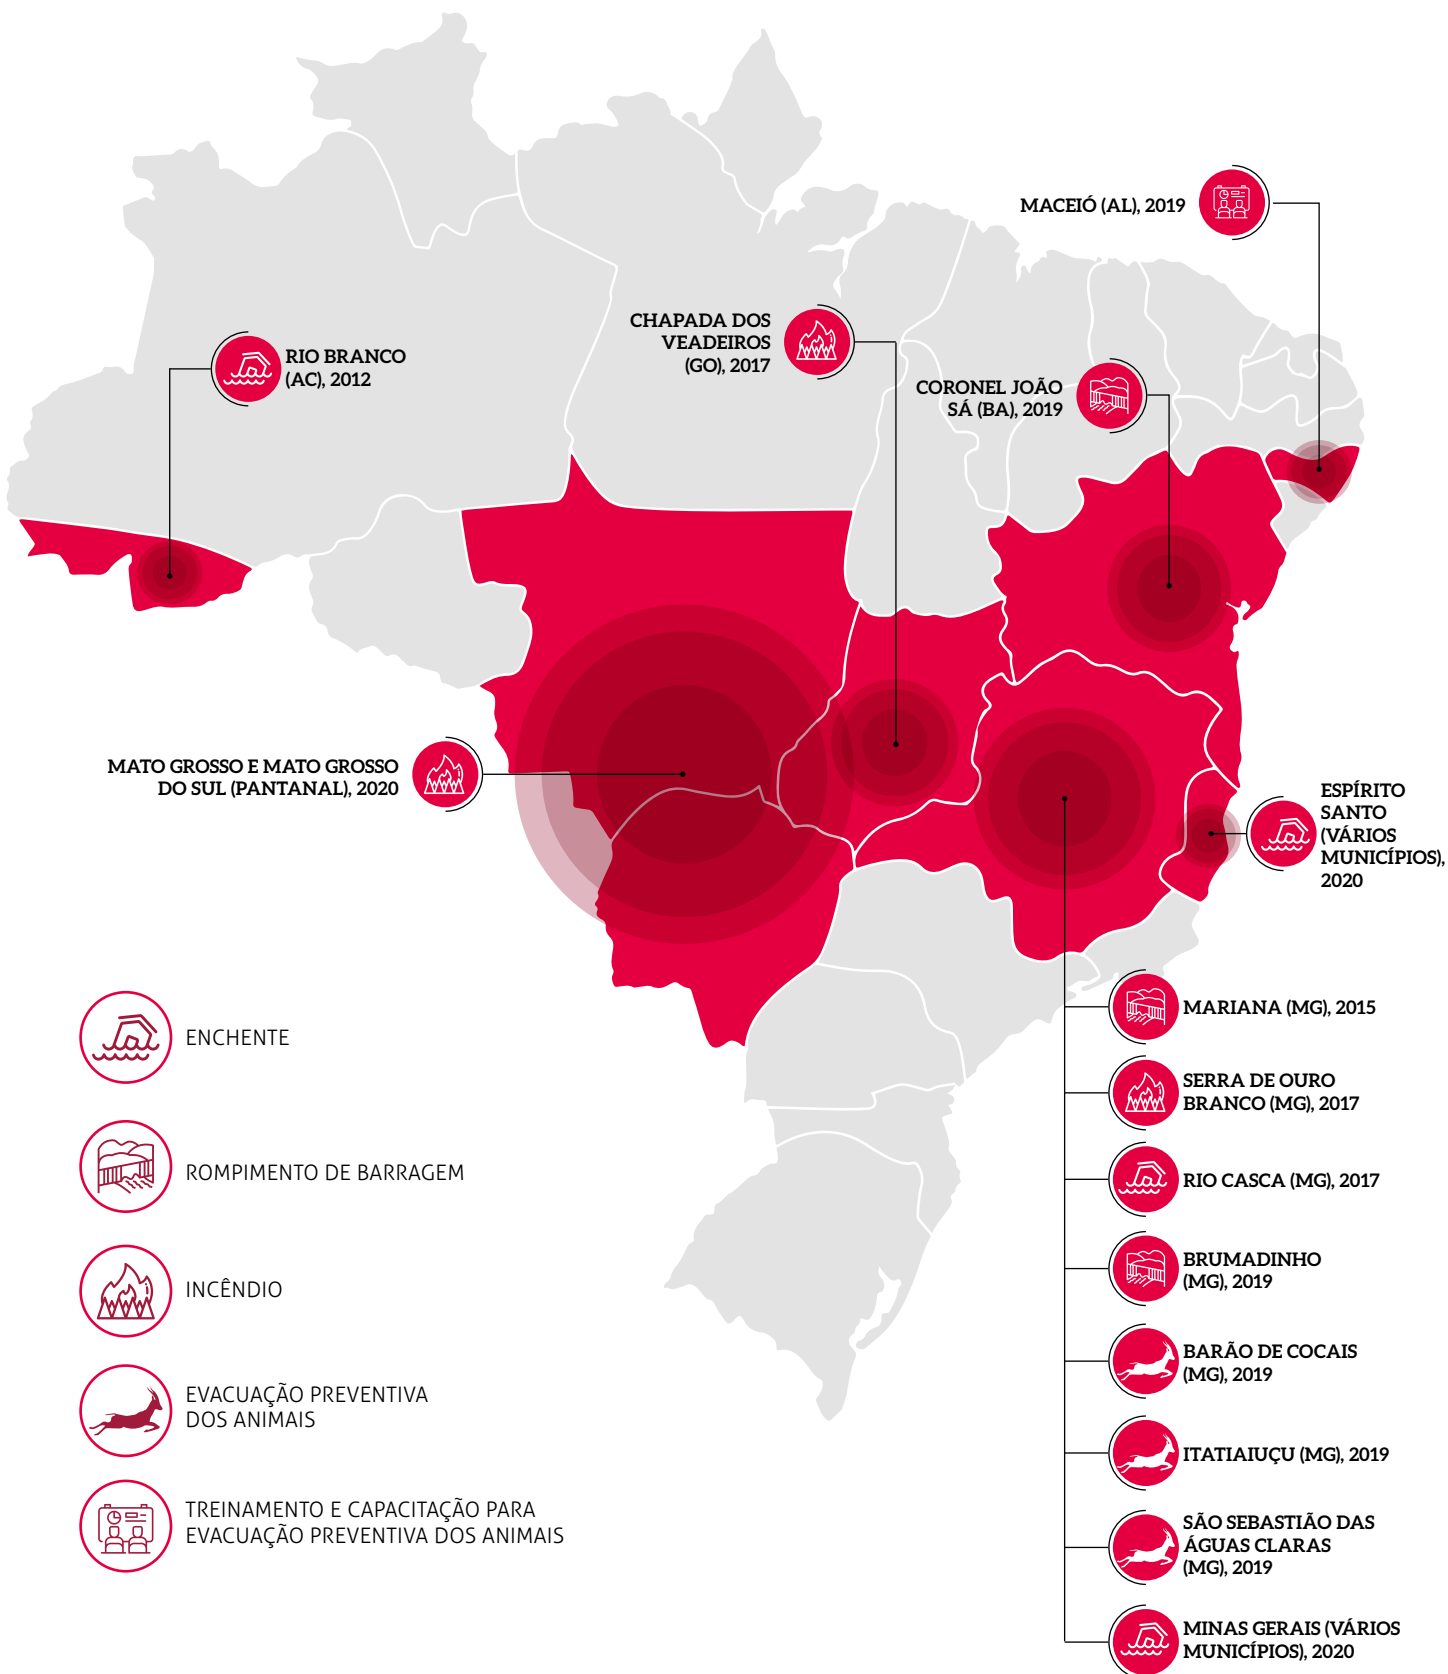 MACEIÓ (AL), 2019
CHAPADA DOS
VEADEIROS
(GO), 2017
RIO BRANCO
(AC), 2012
CORONEL JOÃO
SÁ (BA), 2019
MATO GROSSO E MATO GROSSO
DO SUL (PANTANAL), 2020
ESPÍRITO
SANTO
(VÁRIOS
MUNICÍPIOS),
2020
MARIANA (MG), 2015
SERRA DE OURO
BRANCO (MG), 2017
RIO CASCA (MG), 2017
BRUMADINHO
(MG), 2019
BARÃO DE COCAIS
(MG), 2019
ITATIAIUÇU (MG), 2019
SÃO SEBASTIÃO DAS
ÁGUAS CLARAS
(MG), 2019
MINAS GERAIS (VÁRIOS
MUNICÍPIOS), 2020
ENCHENTE
ROMPIMENTO DE BARRAGEM
INCÊNDIO
EVACUAÇÃO PREVENTIVA
DOS ANIMAIS
TREINAMENTO E CAPACITAÇÃO PARA
EVACUAÇÃO PREVENTIVA DOS ANIMAIS